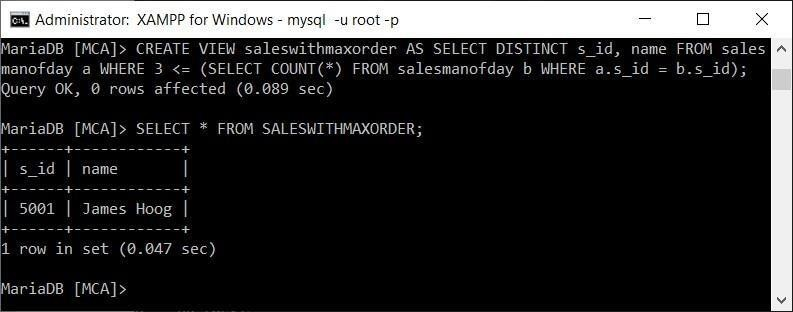 Administrator: XAMPP for Windows - mysql -u root -p
MariaDB [MCA]> CREATE VIEW saleswithmaxorder AS SELECT DISTINCT s_id, name FROM sales
manofday a WHERE 3 <= (SELECT COUNT(*) FROM salesmanofday b WHERE a.s_id = b.s_id);
Query OK, 0 rows affected (0.089 sec)
MariaDB [MCA]> SELECT * FROM SALESWITHMAXORDER;
+------+------------+
| s_id | name       |
+------+------------+
| 5001 | James Hoog |
+------+------------+
1 row in set (0.047 sec)
MariaDB [MCA]>